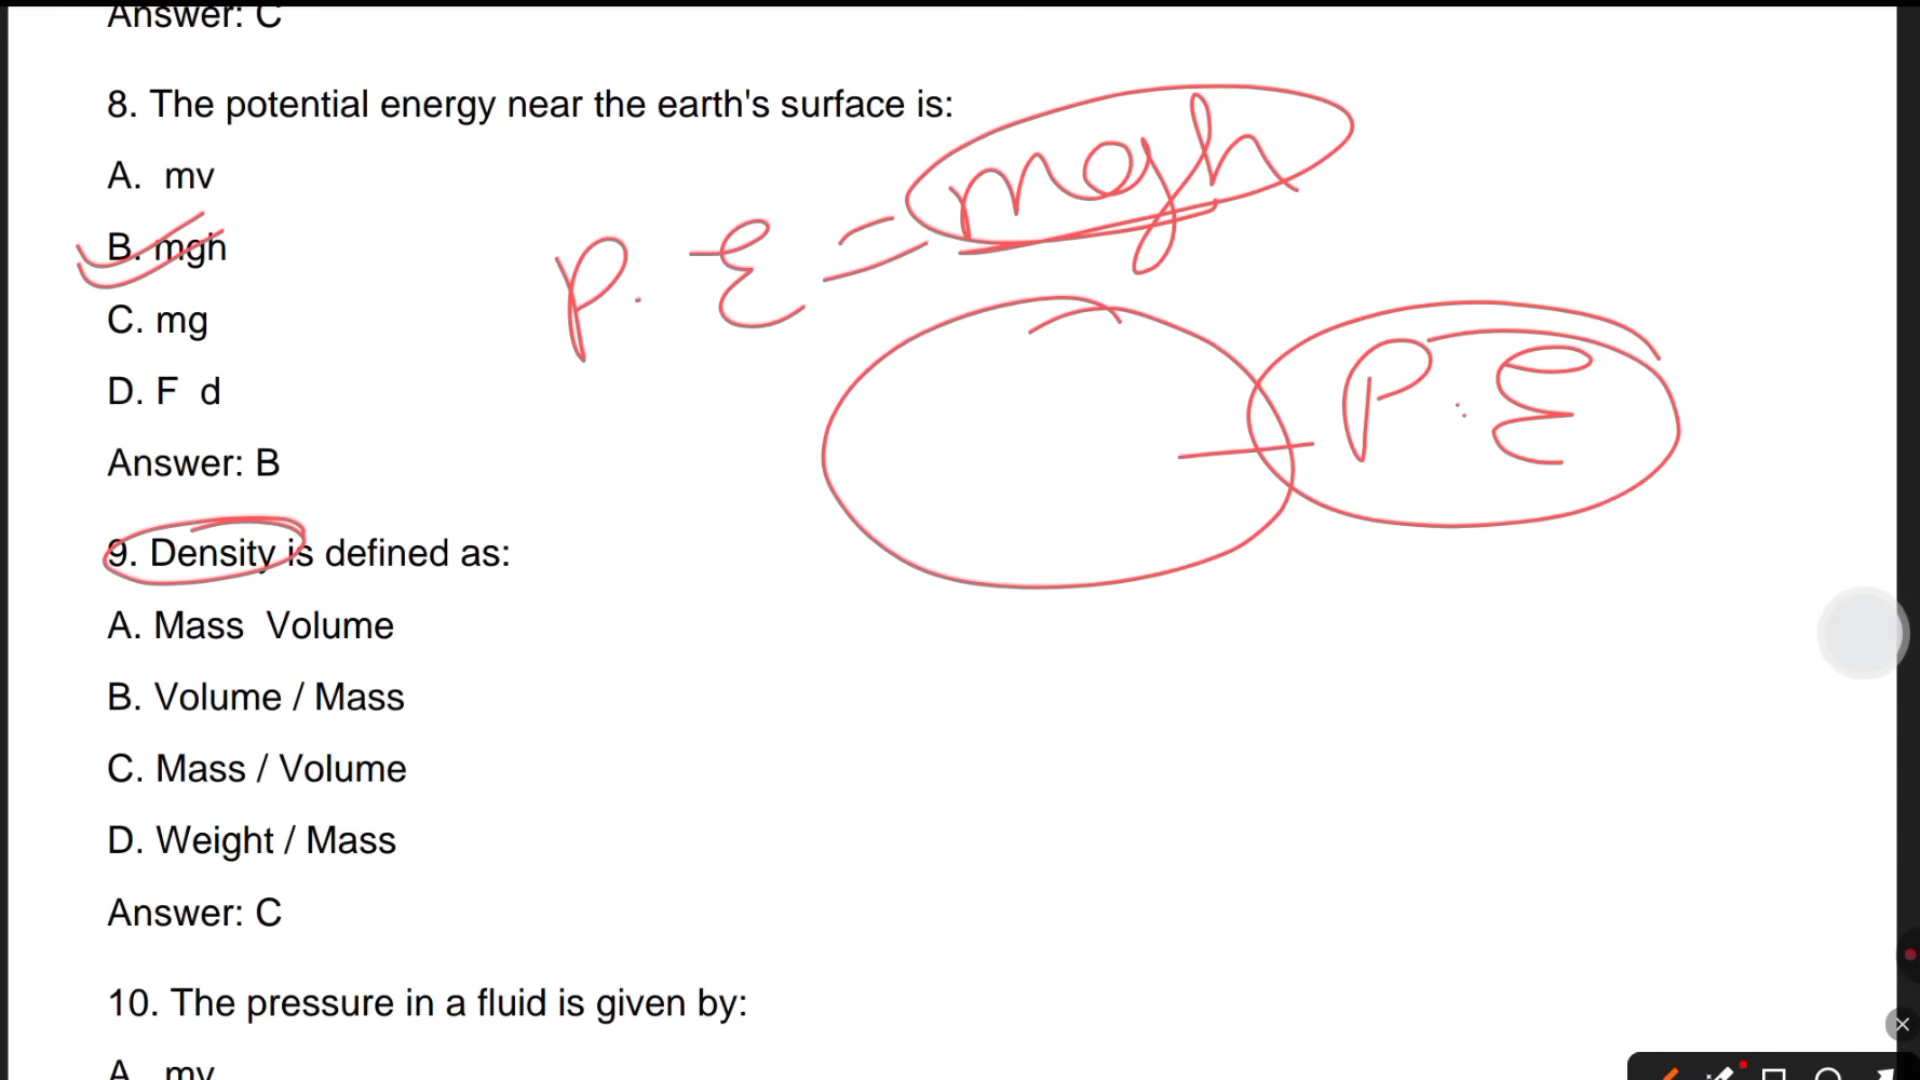 Answer: C
8. The potential energy near the earth's surface is:
mgh
A. mv
B. mgh
P. E =
C. mg
P. E
D. F d
Answer: B
9. Density is defined as:
A. Mass Volume
B. Volume / Mass
C. Mass / Volume
D. Weight / Mass
Answer: C
10. The pressure in a fluid is given by:
A. mv